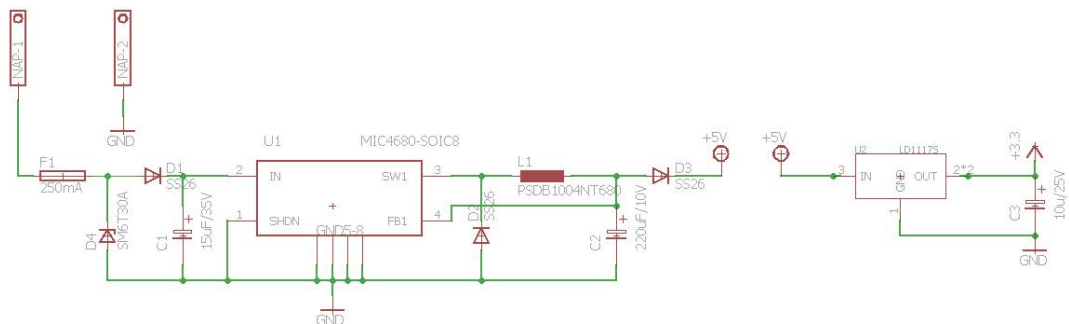 NAP-1
NAP-2
GND
F1
250mA
D4
SM6T30A
D1
SS26
C1
15uF/35V
U1
MIC4680-SOIC8
2
IN
SW1
3
1
SHDN
FB1
4
GND5-8
GND
D2
SS26
L1
PSDB1004NT680
C2
220uF/10V
D3
SS26
+5V
+5V
U2
LD1117S
3
IN
GND
OUT
2*2
1
+3.3
C3
10u/25V
GND